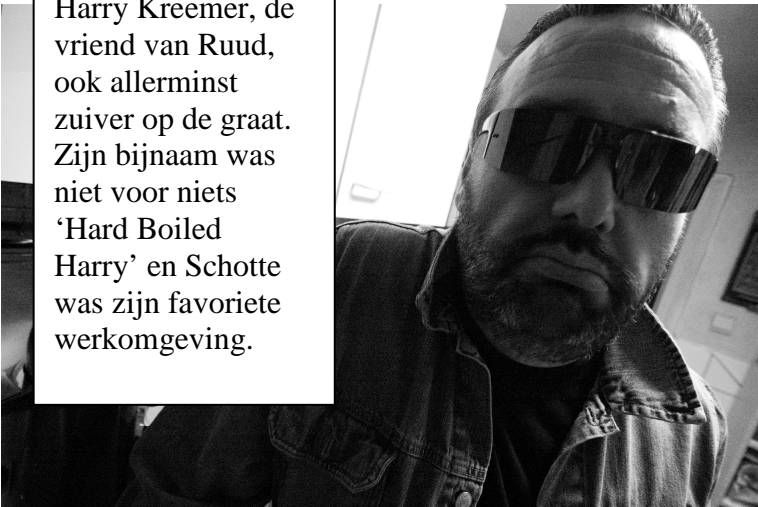 Harry Kreemer, de
vriend van Ruud,
ook allerminst
zuiver op de graat.
Zijn bijnaam was
niet voor niets
‘Hard Boiled
Harry’ en Schotte
was zijn favoriete
werkomgeving.